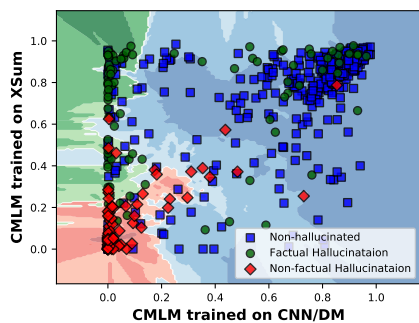 CMLM trained on XSum
1.0
0.8
0.6
0.4
0.2
0.0
Non-hallucinated
Factual Hallucinataion
Non-factual Hallucinataion
0.0 0.2 0.4 0.6 0.8 1.0
CMLM trained on CNN/DM